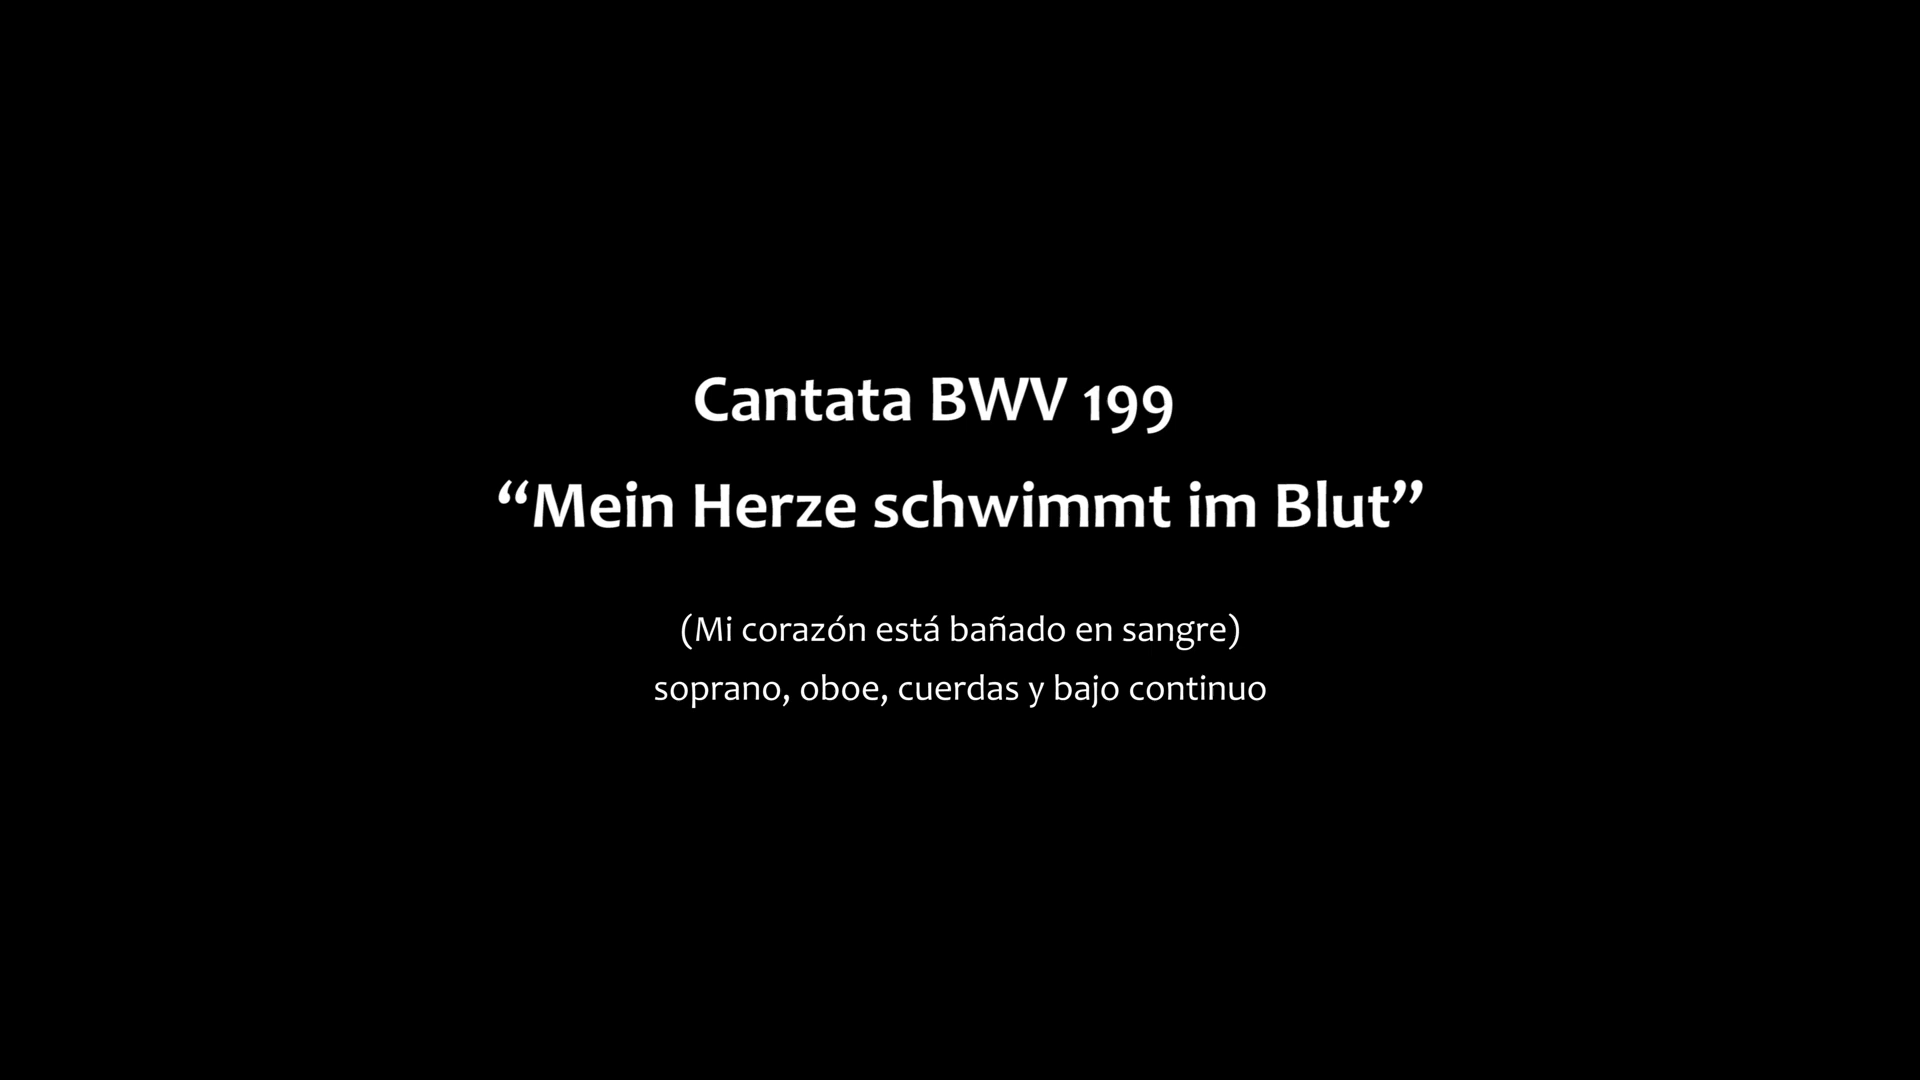 Cantata BWV 199
“Mein Herze schwimmt im Blut”
(Mi corazón está bañado en sangre)
soprano, oboe, cuerdas y bajo continuo